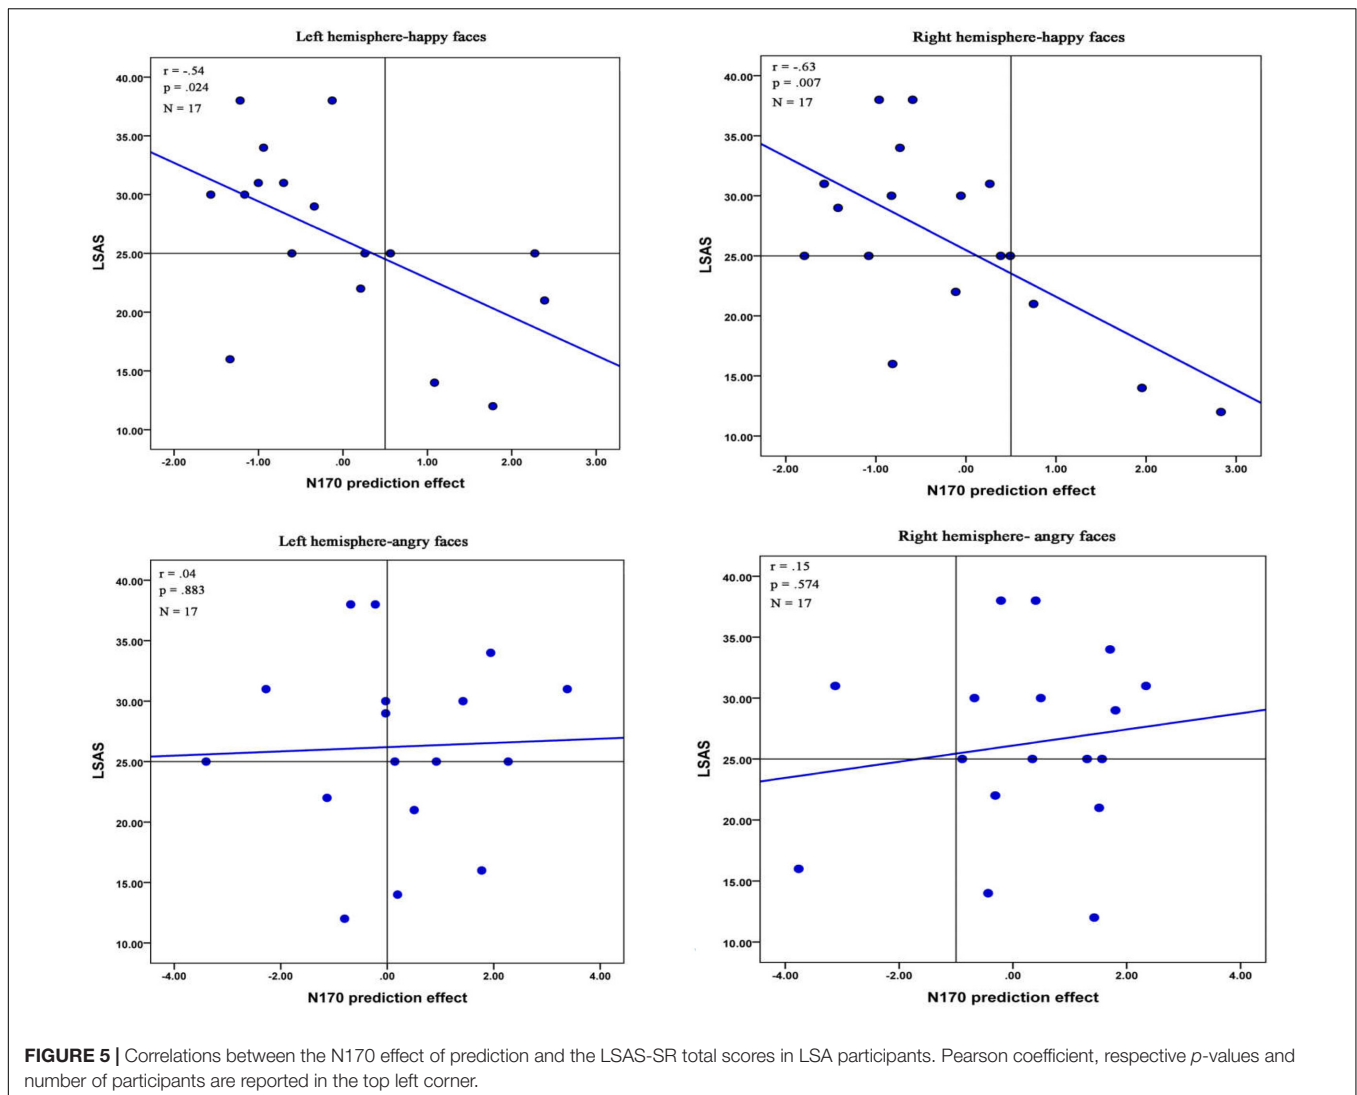 Left hemisphere-happy faces
r = -.54
p = .024
N = 17
40.00
35.00
30.00
25.00
20.00
15.00
10.00
LSAS
-2.00 -1.00 .00 1.00 2.00 3.00
N170 prediction effect
Right hemisphere-happy faces
r = -.63
p = .007
N = 17
40.00
35.00
30.00
25.00
20.00
15.00
10.00
LSAS
-2.00 -1.00 .00 1.00 2.00 3.00
N170 prediction effect
Left hemisphere-angry faces
r = .04
p = .883
N = 17
40.00
35.00
30.00
25.00
20.00
15.00
10.00
LSAS
-4.00 -2.00 .00 2.00 4.00
N170 prediction effect
Right hemisphere- angry faces
r = .15
p = .574
N = 17
40.00
35.00
30.00
25.00
20.00
15.00
10.00
LSAS
-4.00 -2.00 .00 2.00 4.00
N170 prediction effect
FIGURE 5 | Correlations between the N170 effect of prediction and the LSAS-SR total scores in LSA participants. Pearson coefficient, respective p-values and
number of participants are reported in the top left corner.